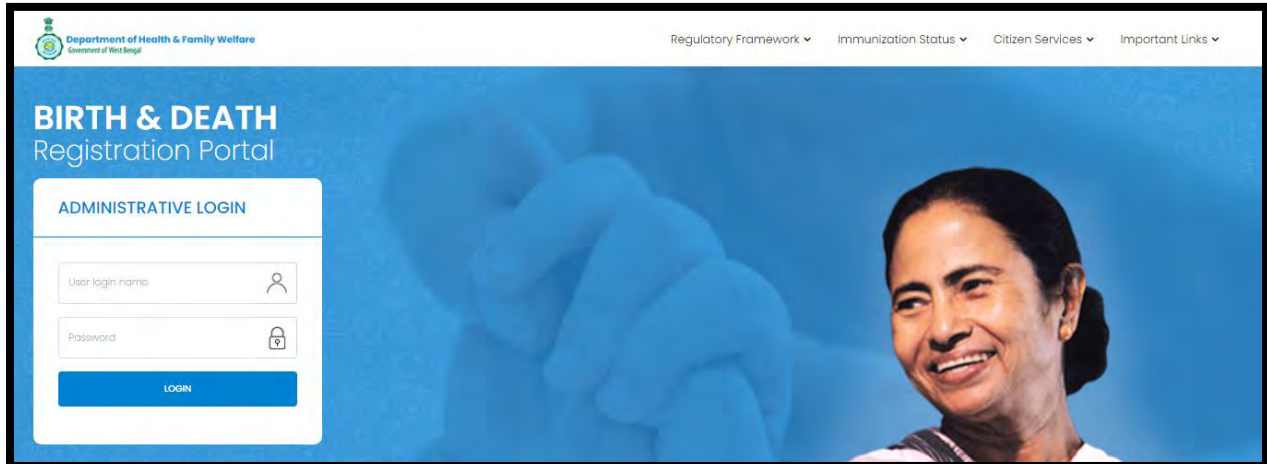 Department of Health & Family Welfare
Government of West Bengal
Regulatory Framework Immunization Status Citizen Services Important Links
BIRTH & DEATH
Registration Portal
ADMINISTRATIVE LOGIN
User login name
Password
LOGIN